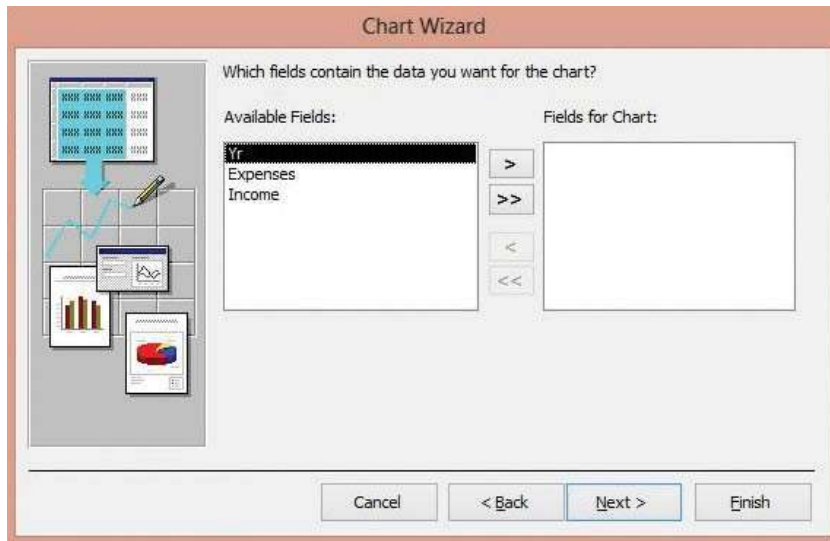 Chart Wizard
Which fields contain the data you want for the chart?
Available Fields:
Fields for Chart:
Yr
Expenses
Income
>
>>
<
<<
Cancel
< Back
Next >
Finish